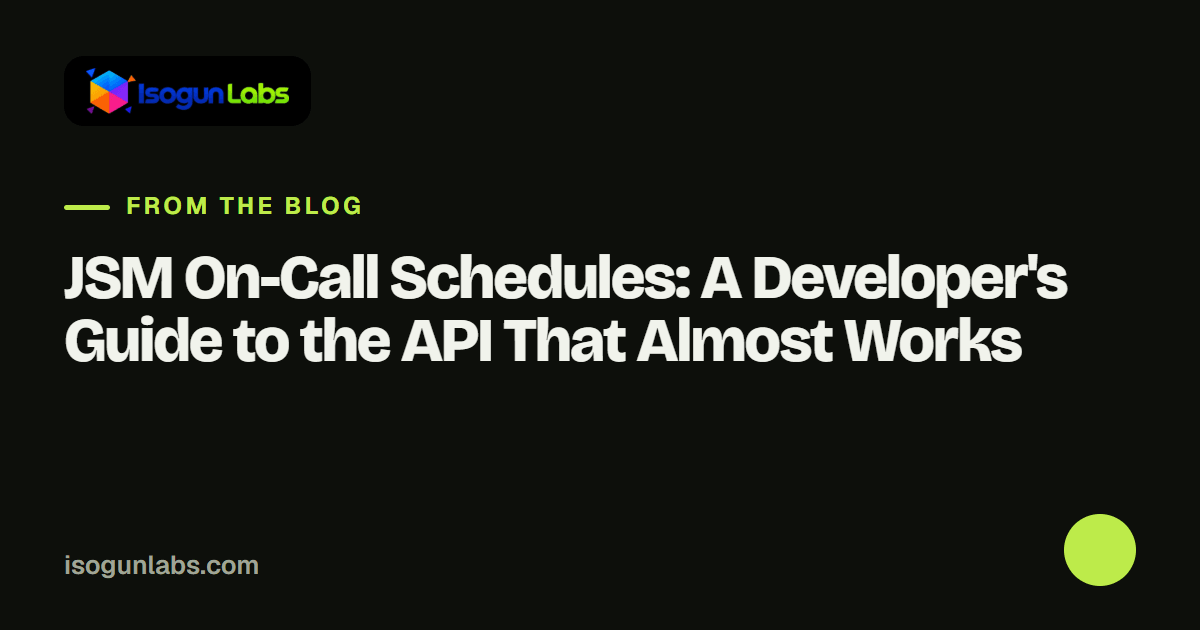 Isogun Labs
FROM THE BLOG
JSM On-Call Schedules: A Developer's
Guide to the API That Almost Works
isogunlabs.com